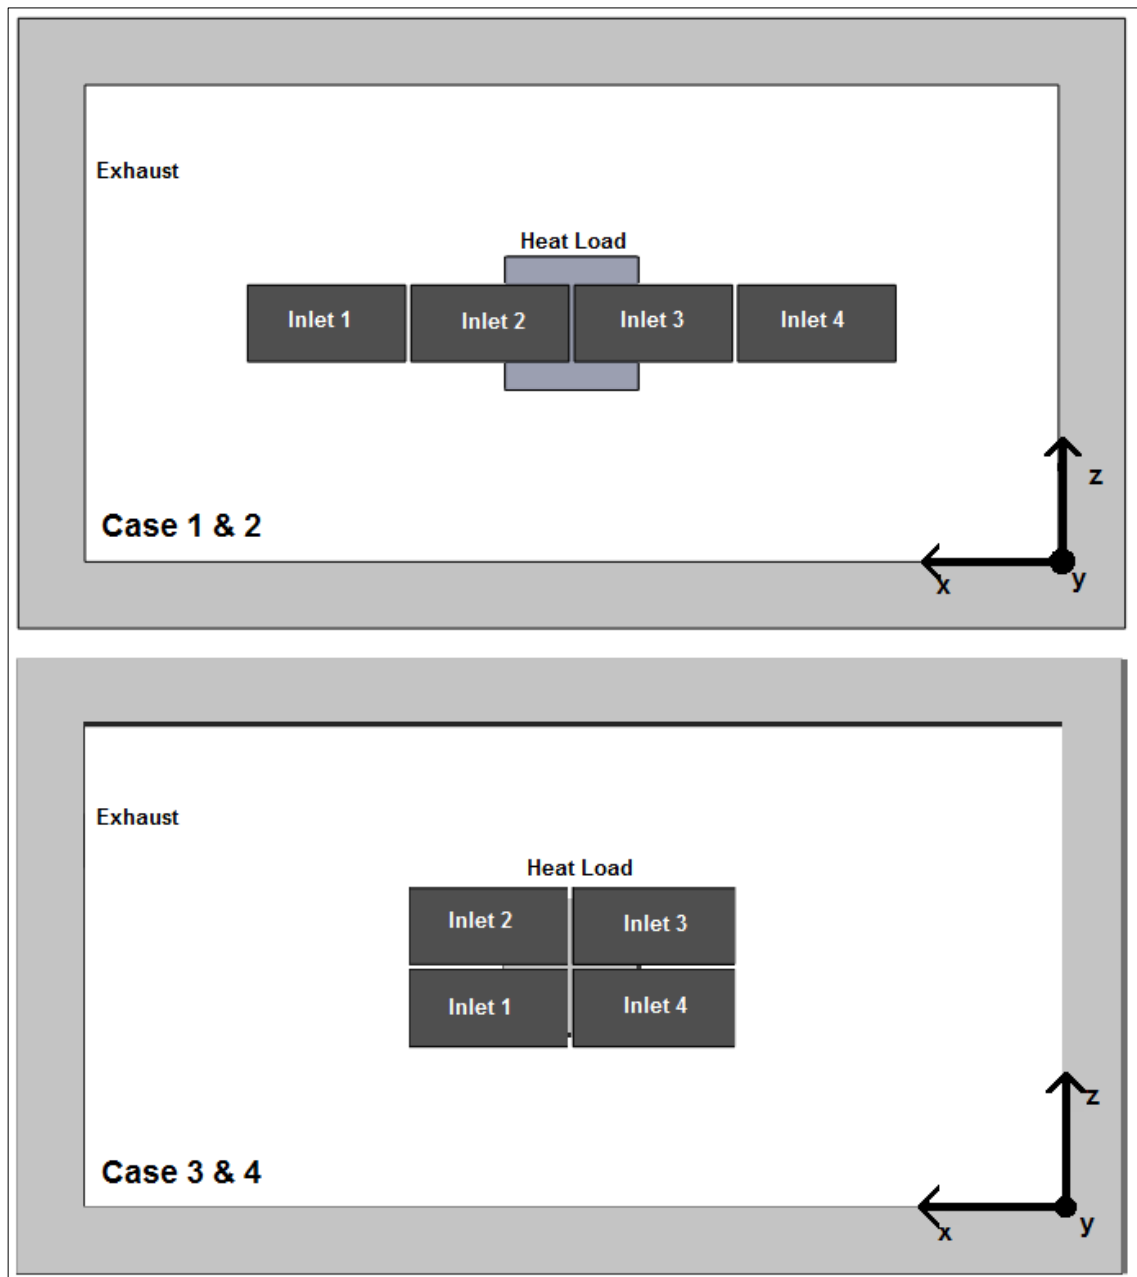 Exhaust
Heat Load
Inlet 1 Inlet 2 Inlet 3 Inlet 4
z
Case 1 & 2
x y
Exhaust
Heat Load
Inlet 2 Inlet 3
Inlet 1 Inlet 4
z
Case 3 & 4
x y